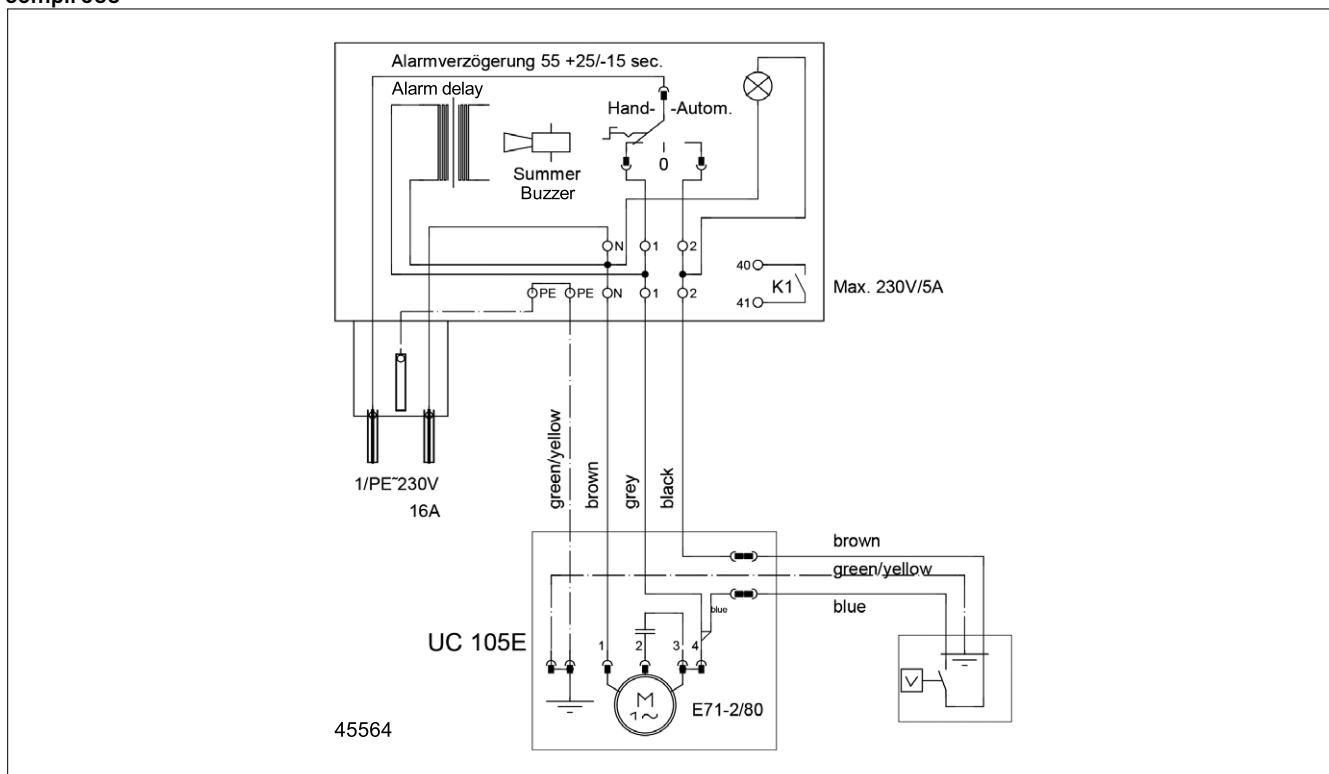 Alarmverzögerung 55 +25/-15 sec.
Alarm delay
Hand- -Autom.
0
Summer
Buzzer
N 1 2
40
K1 Max. 230V/5A
41
PE PE N 1 2
1/PE~230V
16A
green/yellow
brown
grey
black
brown
green/yellow
blue
blue
UC 105E
1 2 3 4
M
1~
E71-2/80
45564